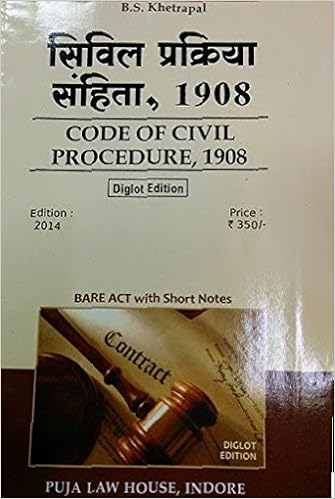 B.S. Khetrapal
सिविल प्रक्रिया
संहिता, 1908
CODE OF CIVIL
PROCEDURE, 1908
Diglot Edition
Edition :
2014
Price :
₹ 350/-
BARE ACT with Short Notes
Contract
DIGLOT
EDITION
PUJA LAW HOUSE, INDORE